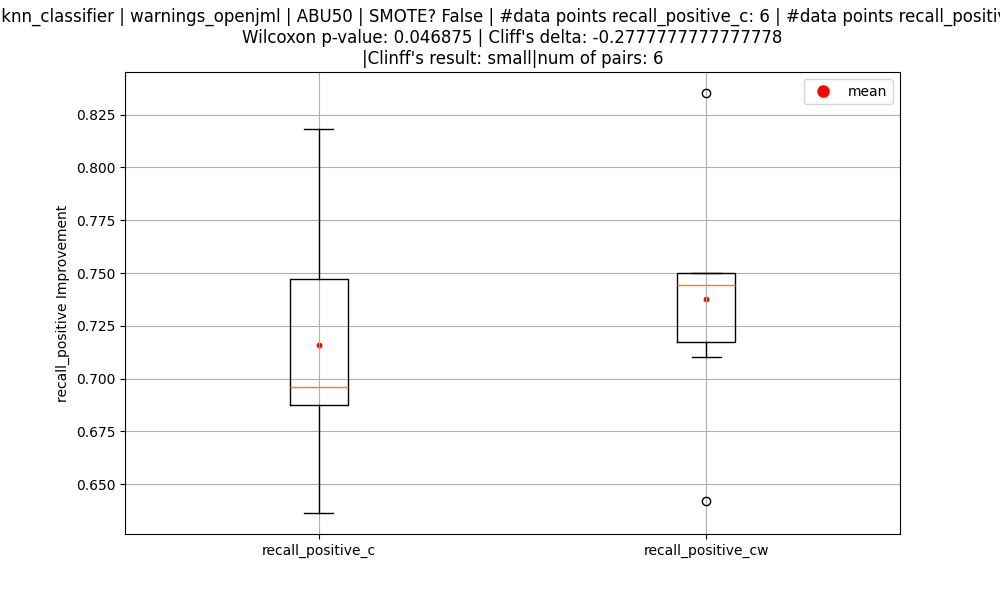 knn_classifier | warnings_openjml | ABU50 | SMOTE? False | #data points recall_positive_c: 6 | #data points
Wilcoxon p-value: 0.046875 | Cliff's delta: -0.2777777777777778
|Clinff's result: small|num of pairs: 6
mean
0.825
0.800
0.775
0.750
0.725
0.700
0.675
0.650
recall_positive Improvement
recall_positive_c
recall_positive_cw